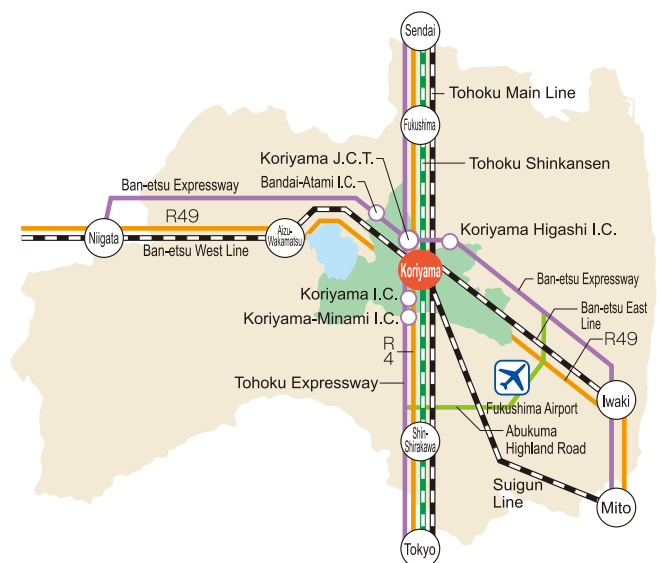 Sendai
Tohoku Main Line
Fukushima
Koriyama J.C.T.
Tohoku Shinkansen
Bandai-Atami I.C.
Ban-etsu Expressway
R49
Niigata
Ban-etsu West Line
Aizu-
Wakamatsu
Koriyama Higashi I.C.
Koriyama
Ban-etsu Expressway
Koriyama I.C.
Koriyama-Minami I.C.
Ban-etsu East
Line
R49
R
4
Tohoku Expressway
Iwaki
Fukushima Airport
Shin-
Shirakawa
Abukuma
Highland Road
Suigun
Line
Mito
Tokyo